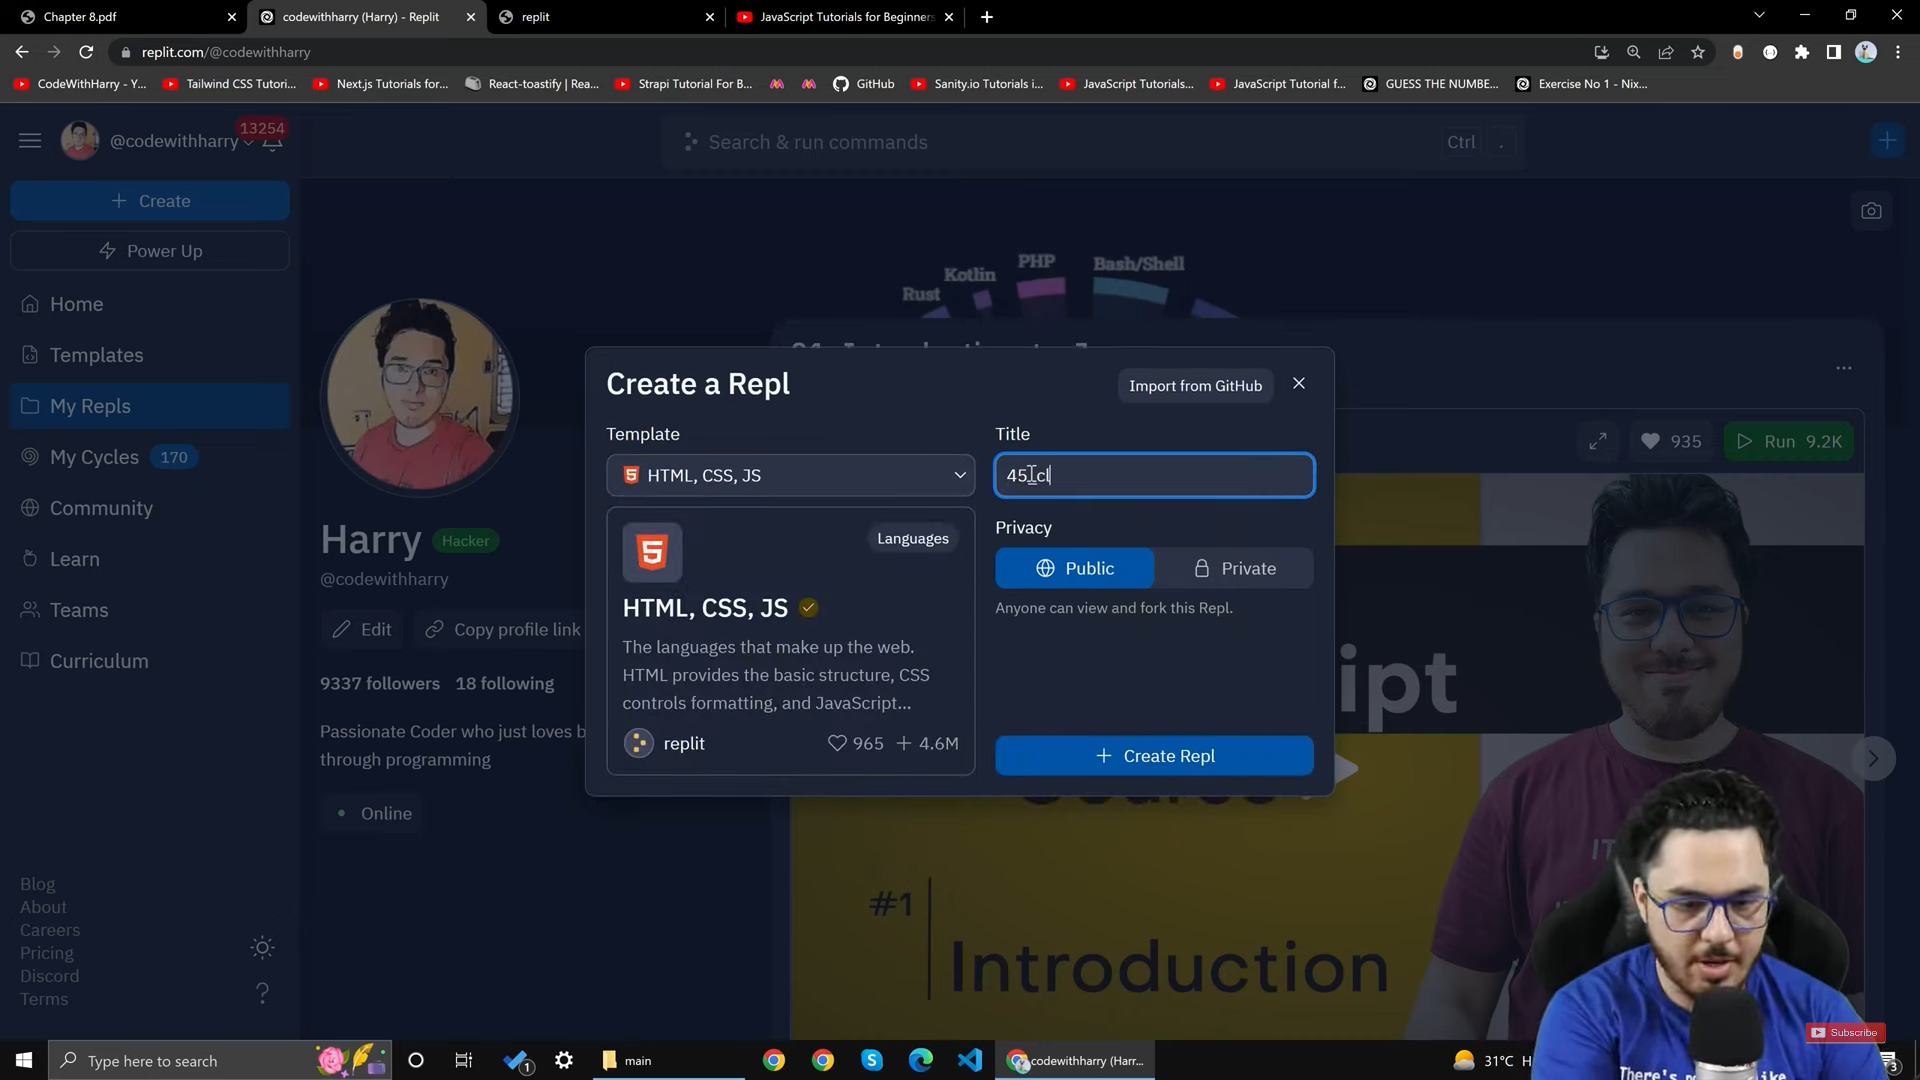 Chapter 8.pdf
codewithharry (Harry) - Replit
replit
JavaScript Tutorials for Beginners
replit.com/@codewithharry
CodeWithHarry - Y...
Tailwind CSS Tutori...
Next.js Tutorials for...
React-toastify | Rea...
Strapi Tutorial For B...
GitHub
Sanity.io Tutorials i...
JavaScript Tutorials...
JavaScript Tutorial f...
GUESS THE NUMBE...
Exercise No 1 - Nix...
@codewithharry
13254
Search & run commands
Ctrl .
+ Create
Power Up
Home
Templates
My Repls
My Cycles 170
Community
Learn
Teams
Curriculum
Blog
About
Careers
Pricing
Discord
Terms
?
Rust
Kotlin
PHP
Bash/Shell
Harry Hacker
@codewithharry
Edit
Copy profile link
9337 followers 18 following
Passionate Coder who just loves b
through programming
Online
Create a Repl
Import from GitHub
Template
HTML, CSS, JS
Languages
5
HTML, CSS, JS
The languages that make up the web.
HTML provides the basic structure, CSS
controls formatting, and JavaScript...
replit
965 + 4.6M
Title
45_cl
Privacy
Public
Private
Anyone can view and fork this Repl.
+ Create Repl
...
935
Run 9.2K
ipt
#1
Introduction
Subscribe
Type here to search
1
main
codewithharry (Harr...
31°C H
3
There's
like